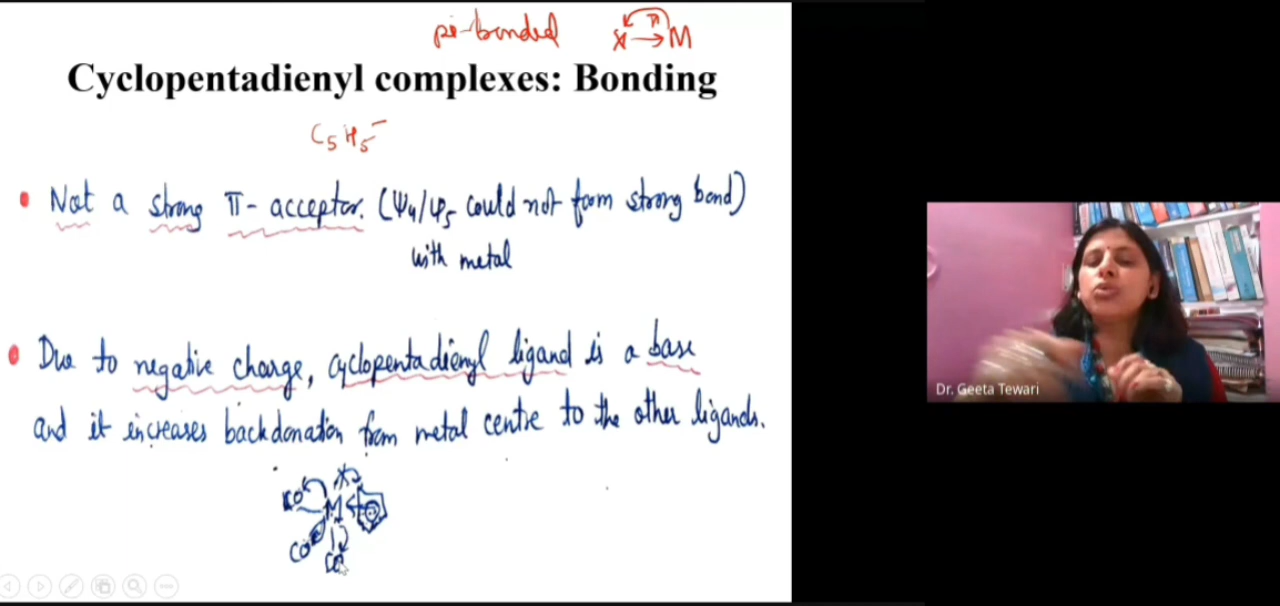 pi-bonded X→M π
Cyclopentadienyl complexes: Bonding
C5H5⁻
• Not a strong π-acceptor. (Ψ4/Ψ5 could not form strong bond)
with metal
• Due to negative charge, cyclopentadienyl ligand is a base
and it increases backdonation from metal centre to the other ligands.
CO M
CO CO
Dr. Geeta Tewari